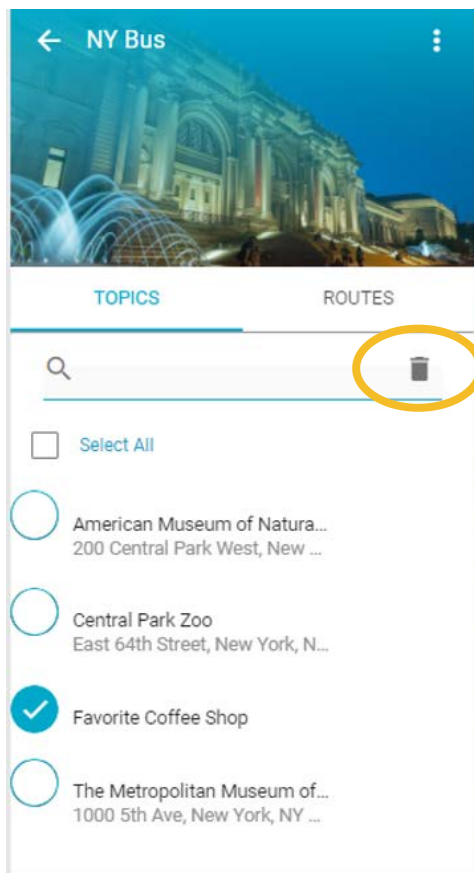 NY Bus
TOPICS ROUTES
Select All
American Museum of Natura...
200 Central Park West, New ...
Central Park Zoo
East 64th Street, New York, N...
Favorite Coffee Shop
The Metropolitan Museum of...
1000 5th Ave, New York, NY ...